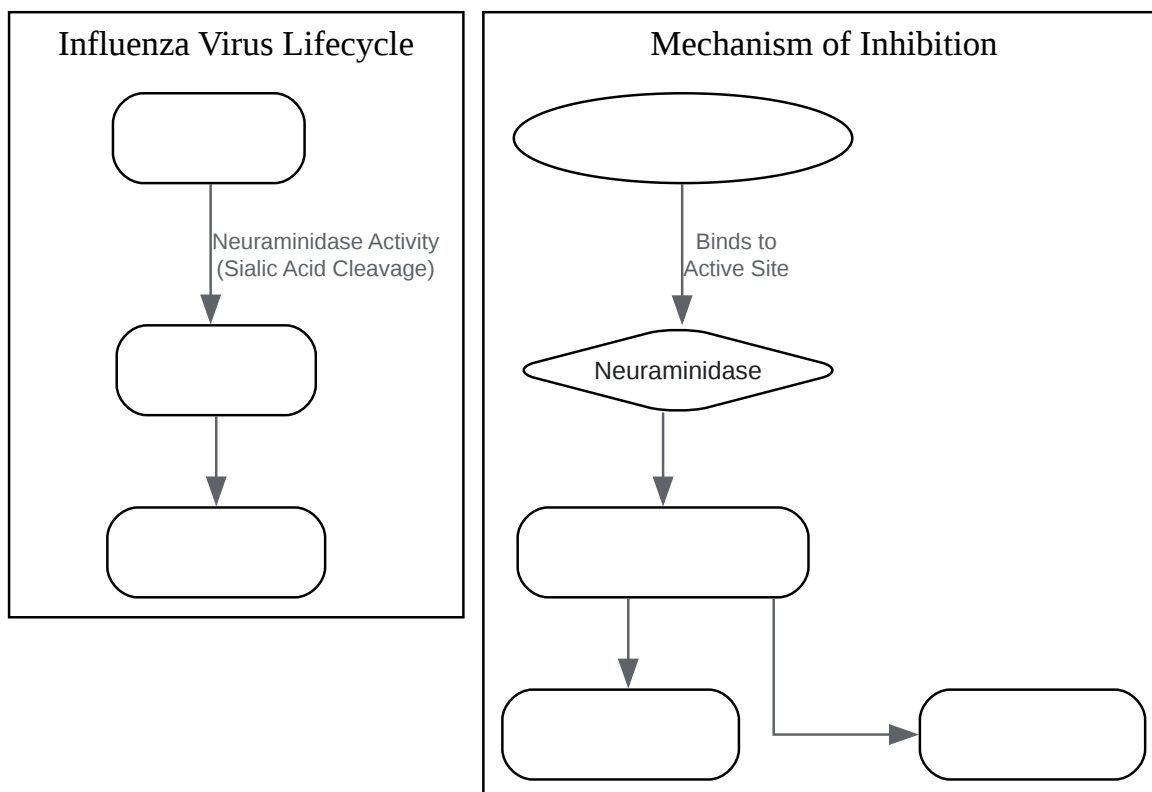 Influenza Virus Lifecycle
Neuraminidase Activity
(Sialic Acid Cleavage)
Mechanism of Inhibition
Binds to
Active Site
Neuraminidase